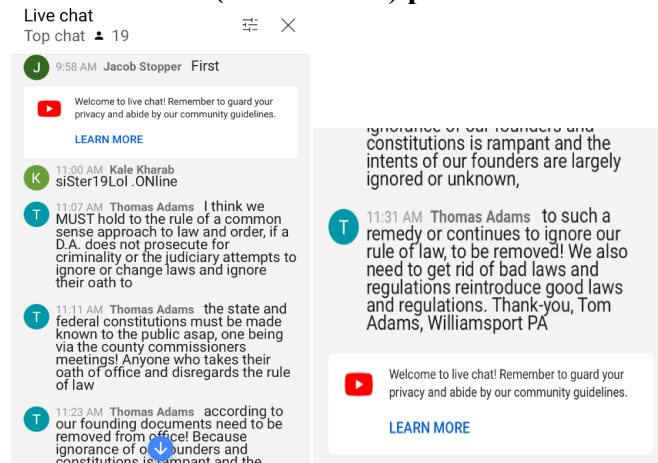 Live chat
Top chat 19
9:58 AM Jacob Stopper First
Welcome to live chat! Remember to guard your
privacy and abide by our community guidelines.
LEARN MORE
11:00 AM Kale Kharab
siSter19Lol .ONline
11:07 AM Thomas Adams I think we
MUST hold to the rule of a common
sense approach to law and order, if a
D.A. does not prosecute for
criminality or the judiciary attempts to
ignore or change laws and ignore
their oath to
11:11 AM Thomas Adams the state and
federal constitutions must be made
known to the public asap, one being
via the county commissioners
meetings! Anyone who takes their
oath of office and disregards the rule
of law
11:23 AM Thomas Adams according to
our founding documents need to be
removed from office! Because
ignorance of founders and
constitutions is rampant and the
ignorance of our founders and
constitutions is rampant and the
intents of our founders are largely
ignored or unknown,
11:31 AM Thomas Adams to such a
remedy or continues to ignore our
rule of law, to be removed! We also
need to get rid of bad laws and
regulations reintroduce good laws
and regulations. Thank-you, Tom
Adams, Williamsport PA
Welcome to live chat! Remember to guard your
privacy and abide by our community guidelines.
LEARN MORE